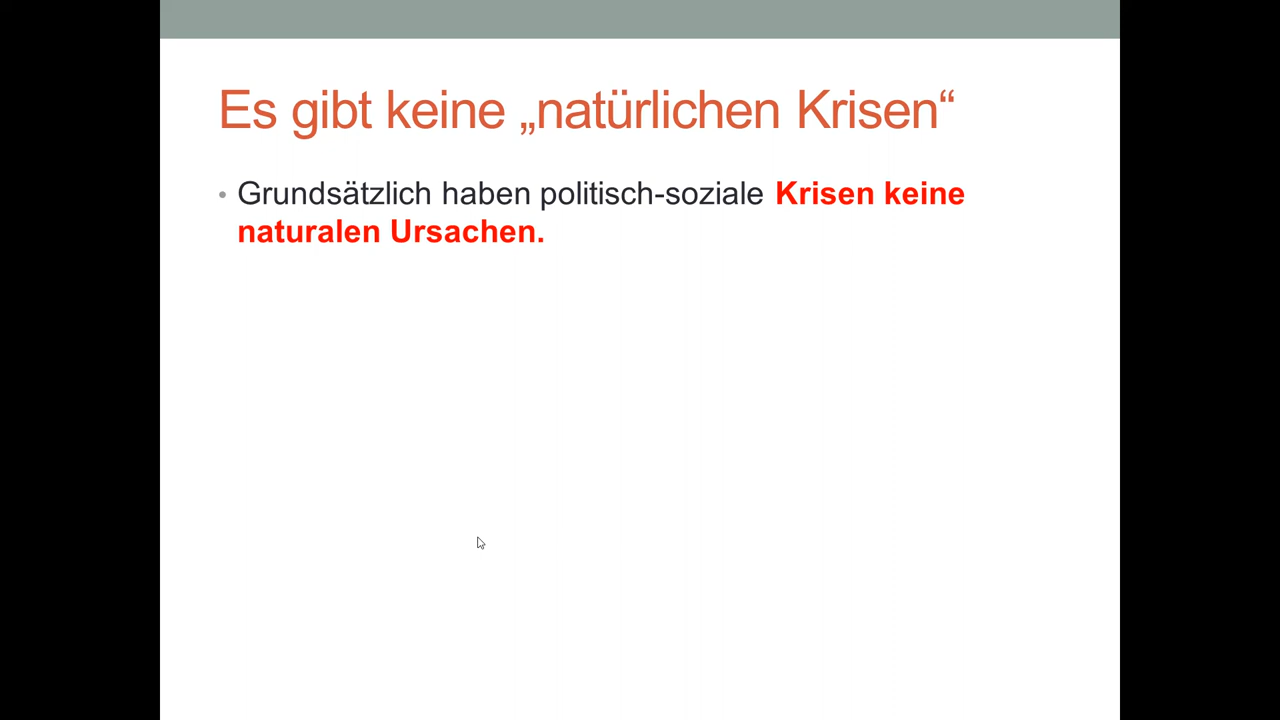 Es gibt keine „natürlichen Krisen“
• Grundsätzlich haben politisch-soziale Krisen keine
naturalen Ursachen.